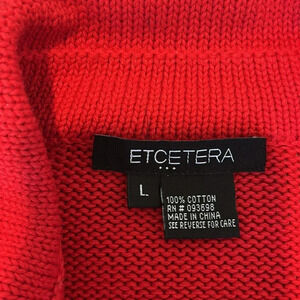 ETCETERA
...
L
100% COTTON
RN # 093698
MADE IN CHINA
SEE REVERSE FOR CARE